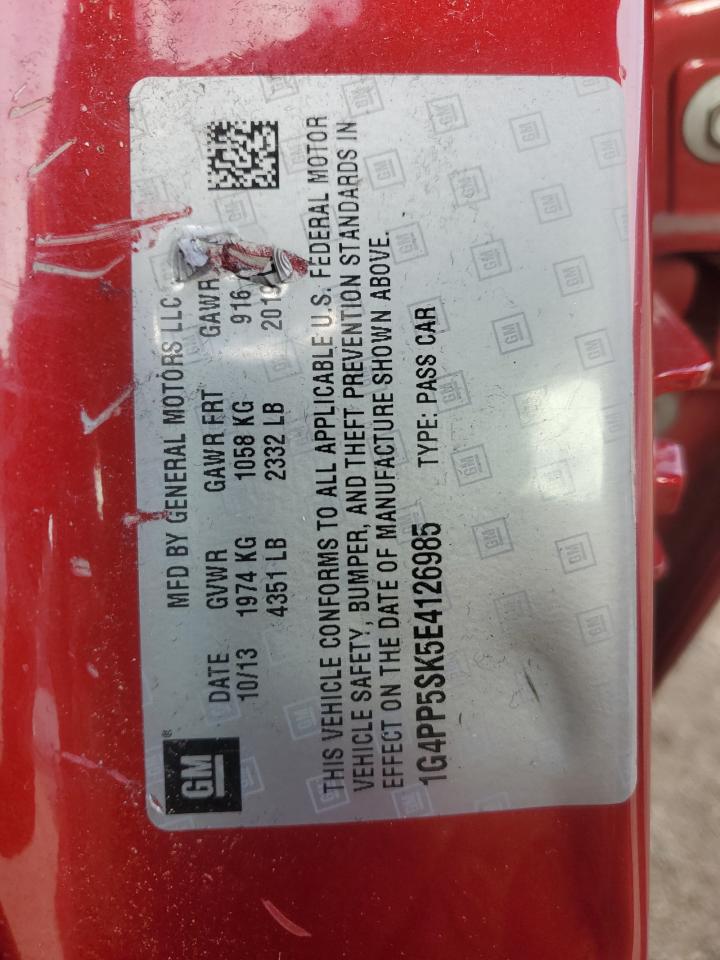 GM®
MFD BY GENERAL MOTORS LLC
DATE GVWR GAWR FRT GAWR
10/13 1974 KG 1058 KG 916
4351 LB 2332 LB 2019
THIS VEHICLE CONFORMS TO ALL APPLICABLE U.S. FEDERAL MOTOR
VEHICLE SAFETY, BUMPER, AND THEFT PREVENTION STANDARDS IN
EFFECT ON THE DATE OF MANUFACTURE SHOWN ABOVE.
1G4PP5SK5E4126985 TYPE: PASS CAR